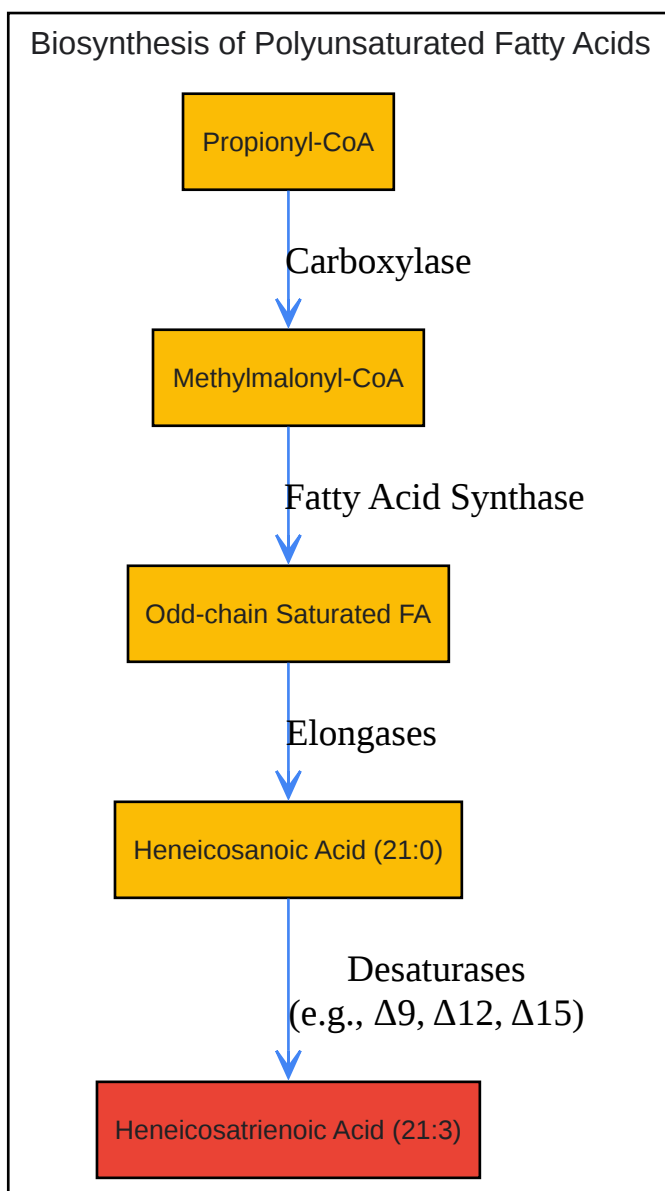 Biosynthesis of Polyunsaturated Fatty Acids
Propionyl-CoA
Carboxylase
Methylmalonyl-CoA
Fatty Acid Synthase
Odd-chain Saturated FA
Elongases
Heneicosanoic Acid (21:0)
Desaturases
(e.g., Δ9, Δ12, Δ15)
Heneicosatrienoic Acid (21:3)